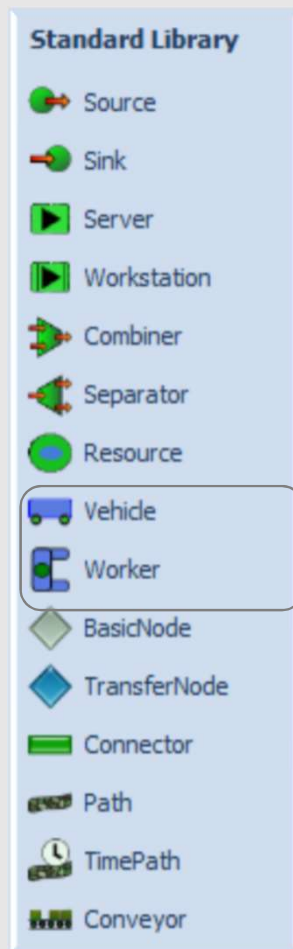 Standard Library
Source
Sink
Server
Workstation
Combiner
Separator
Resource
Vehicle
Worker
BasicNode
TransferNode
Connector
Path
TimePath
Conveyor